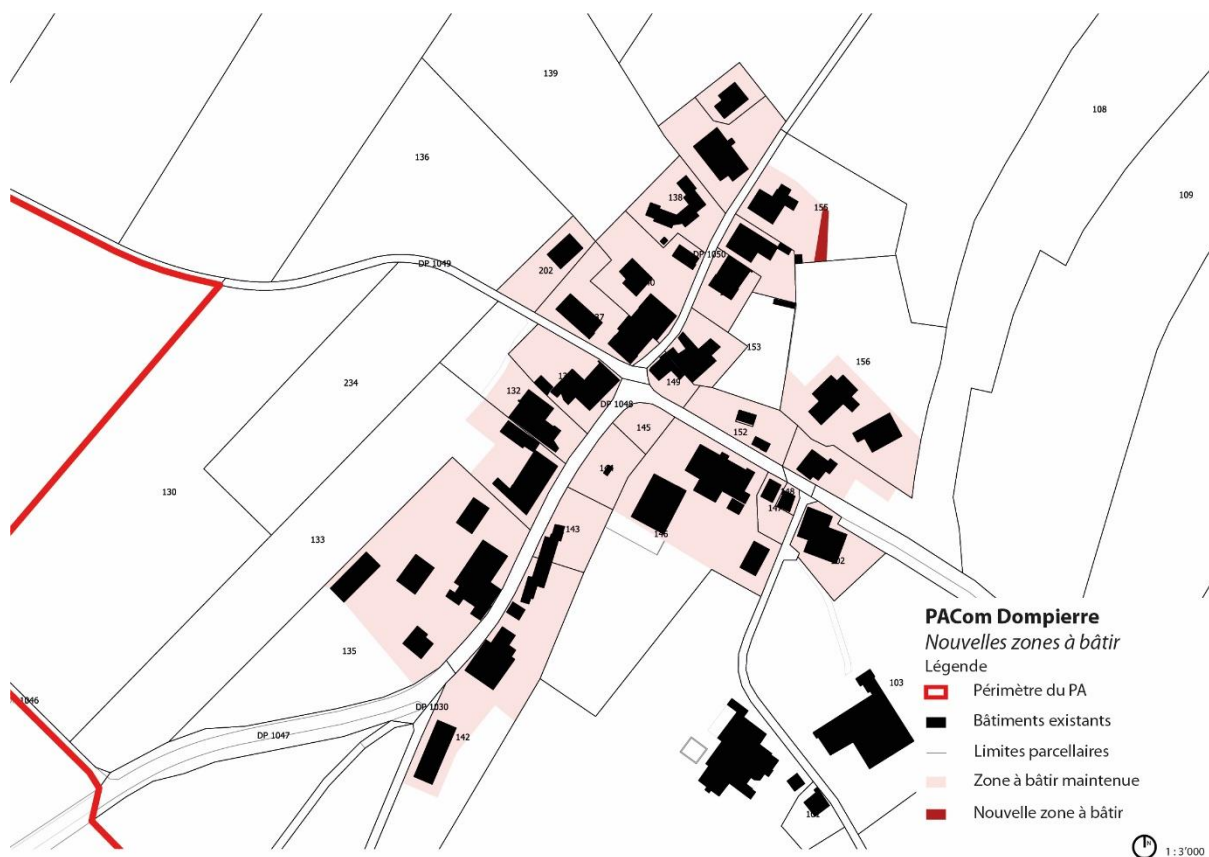 139
108
136
109
138
155
DP 1050
DP 1049
202
153
156
149
234
132
DP 1048
145
152
130
143
133
146
135
103
1046
DP 1030
DP 1047
142
PACom Dompierre
Nouvelles zones à bâtir
Légende
Périmètre du PA
Bâtiments existants
Limites parcellaires
Zone à bâtir maintenue
Nouvelle zone à bâtir
N
1 : 3'000